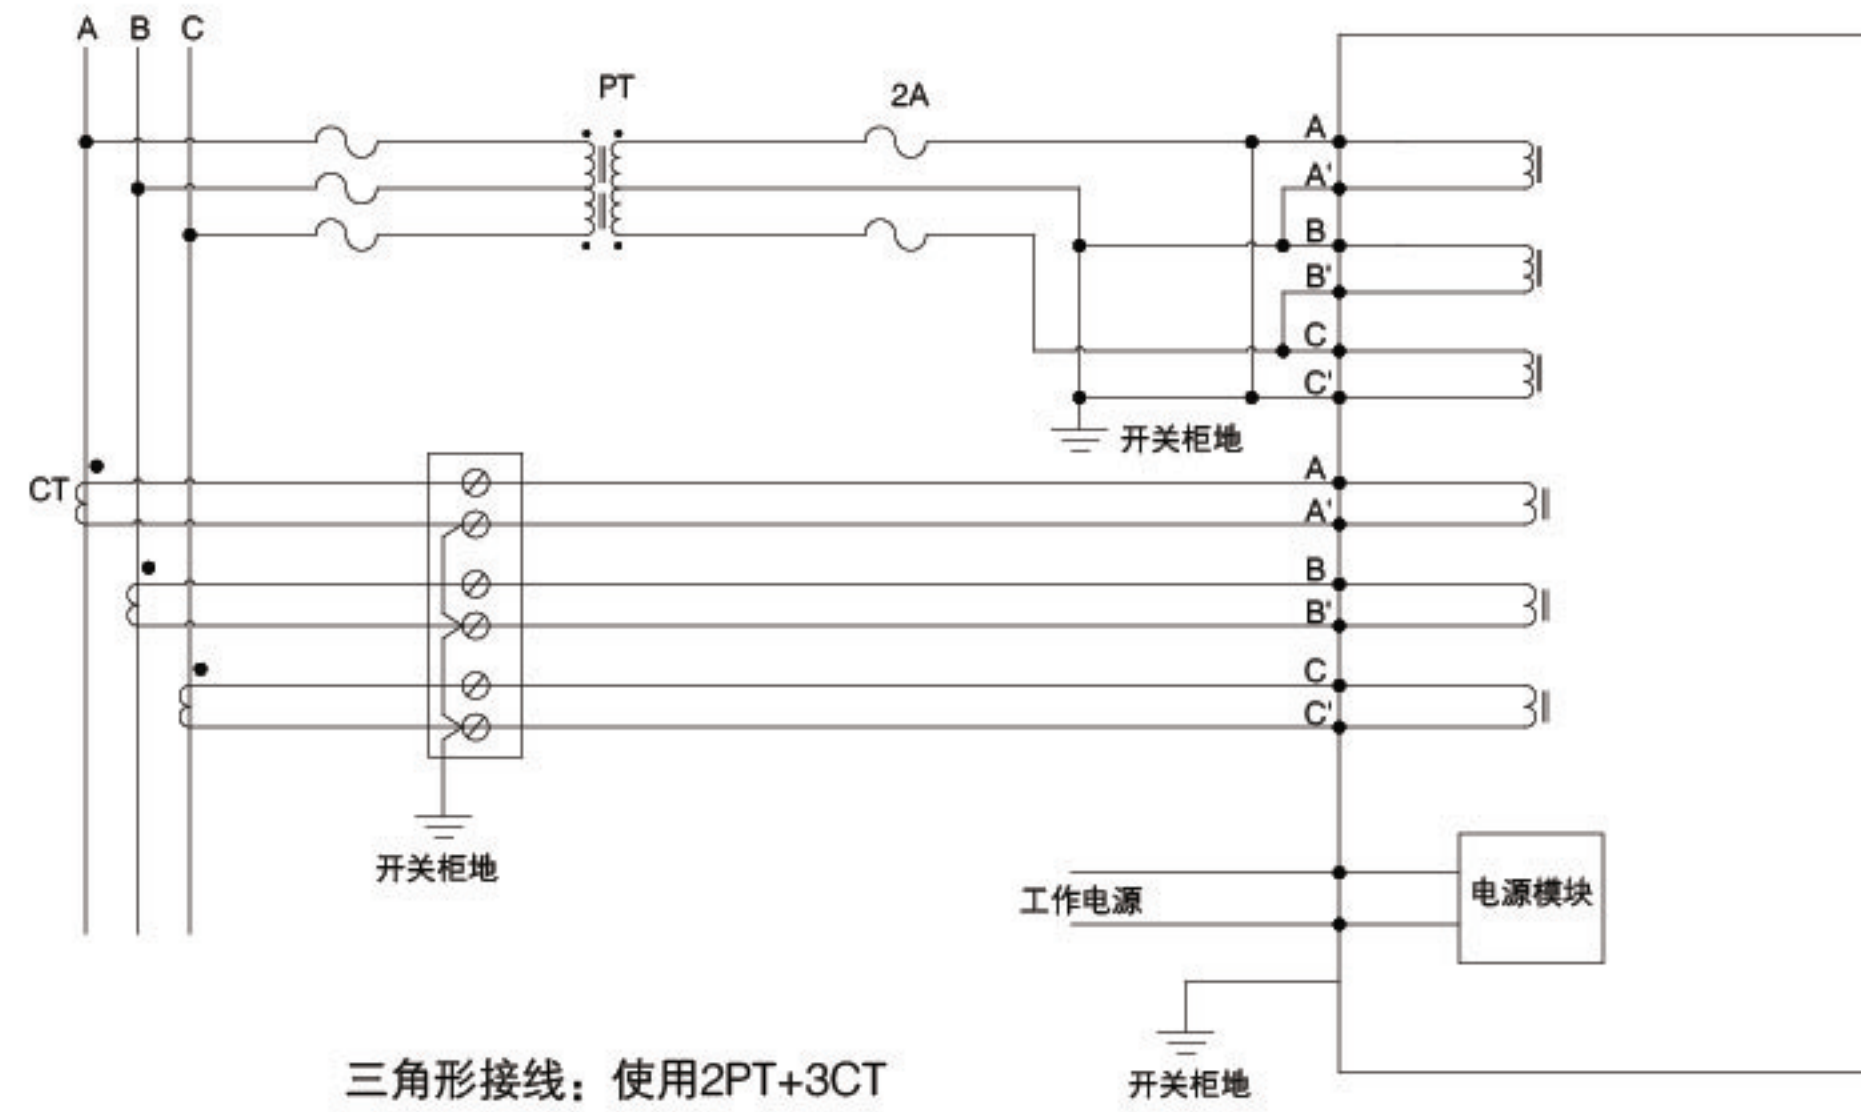 A B C
PT
2A
A
A'
B
B'
C
C'
开关柜地
CT
A
A'
B
B'
C
C'
开关柜地
工作电源
电源模块
开关柜地
三角形接线：使用2PT+3CT